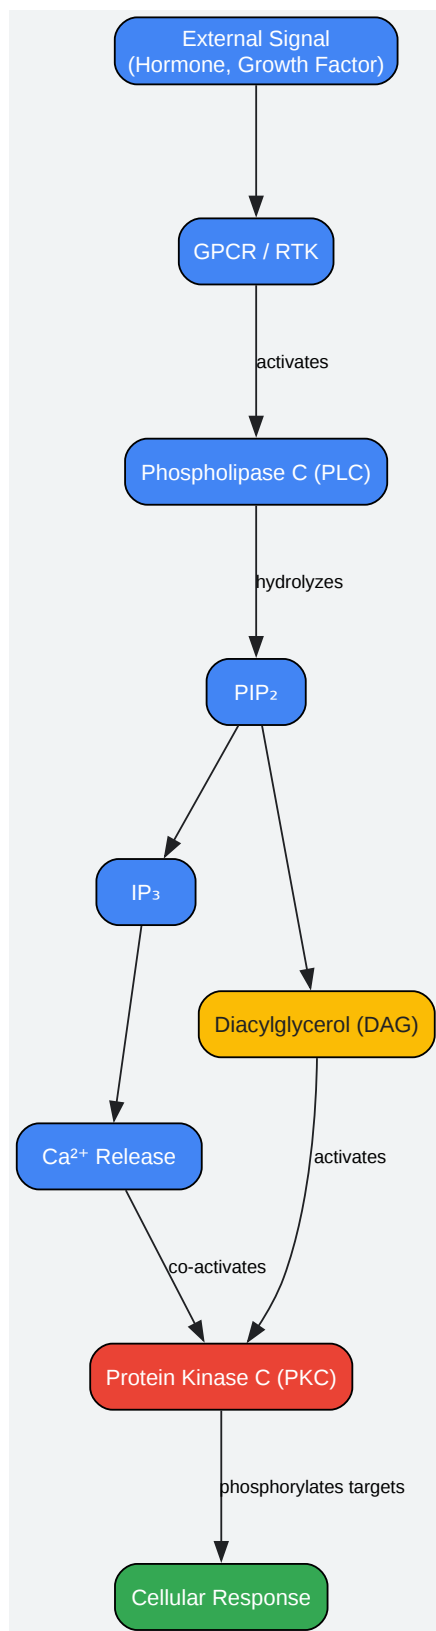 External Signal
(Hormone, Growth Factor)
GPCR / RTK
activates
Phospholipase C (PLC)
hydrolyzes
PIP₂
IP₃
Diacylglycerol (DAG)
Ca²⁺ Release
activates
co-activates
Protein Kinase C (PKC)
phosphorylates targets
Cellular Response